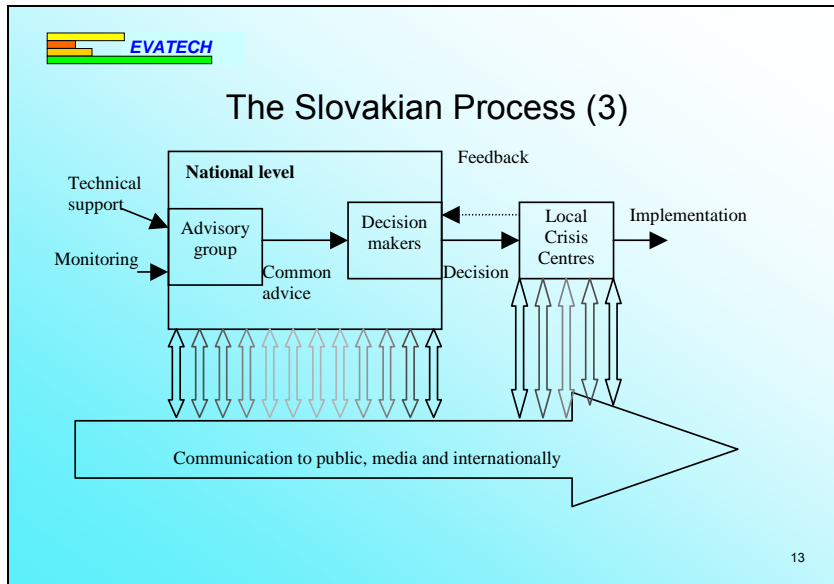 EVATECH
The Slovakian Process (3)
National level
Feedback
Technical
support
Advisory
group
Decision
makers
Local
Crisis
Centres
Implementation
Monitoring
Common
advice
Decision
Communication to public, media and internationally
13